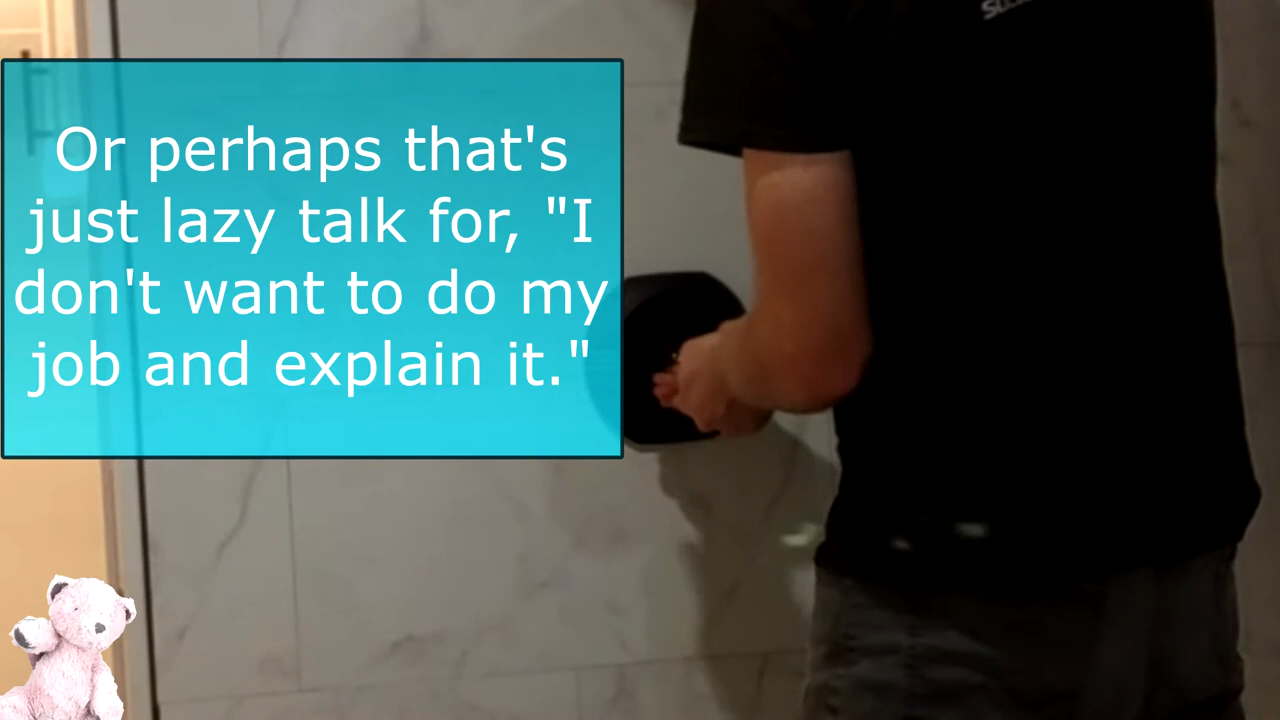 Or perhaps that's
just lazy talk for, "I
don't want to do my
job and explain it."